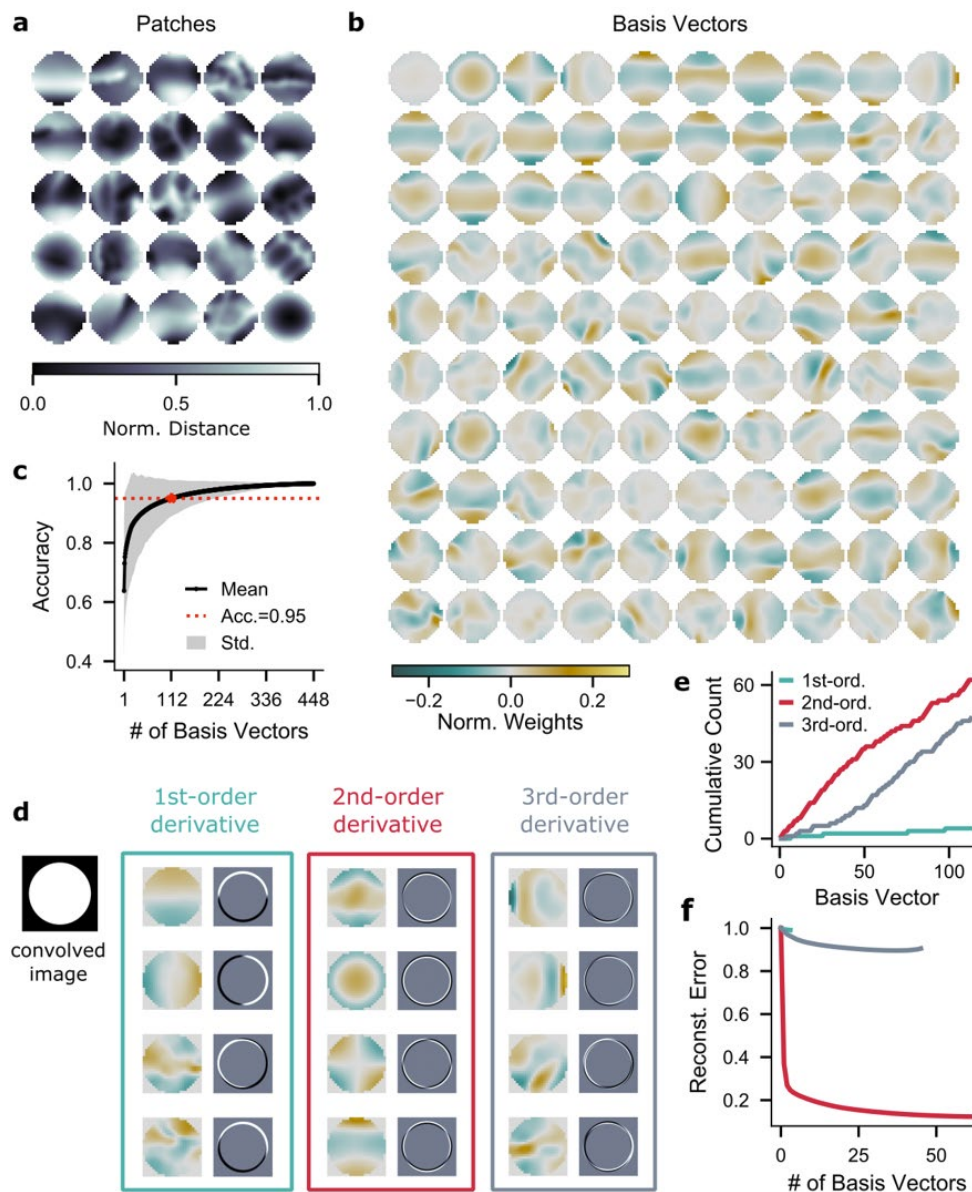 a
Patches
0.0
0.5
1.0
Norm. Distance
b
Basis Vectors
−0.2
0.0
0.2
Norm. Weights
c
1.0
0.8
0.6
0.4
Accuracy
Mean
Acc.=0.95
Std.
1
112
224
336
448
# of Basis Vectors
d
convolved
image
1st-order
derivative
2nd-order
derivative
3rd-order
derivative
e
60
30
0
Cumulative Count
1st-ord.
2nd-ord.
3rd-ord.
0
50
100
Basis Vector
f
1.0
0.8
0.6
0.4
0.2
Reconst. Error
0
25
50
# of Basis Vectors